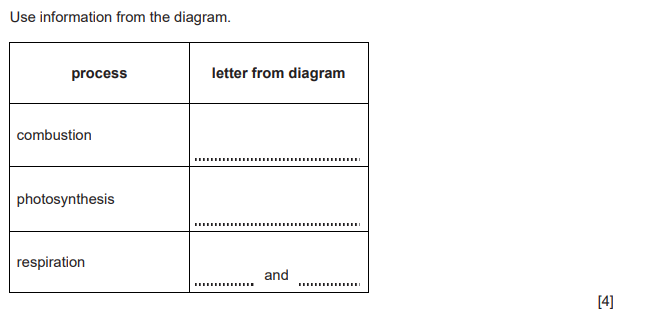 Use information from the diagram.
process
letter from diagram
combustion
photosynthesis
respiration
and
[4]